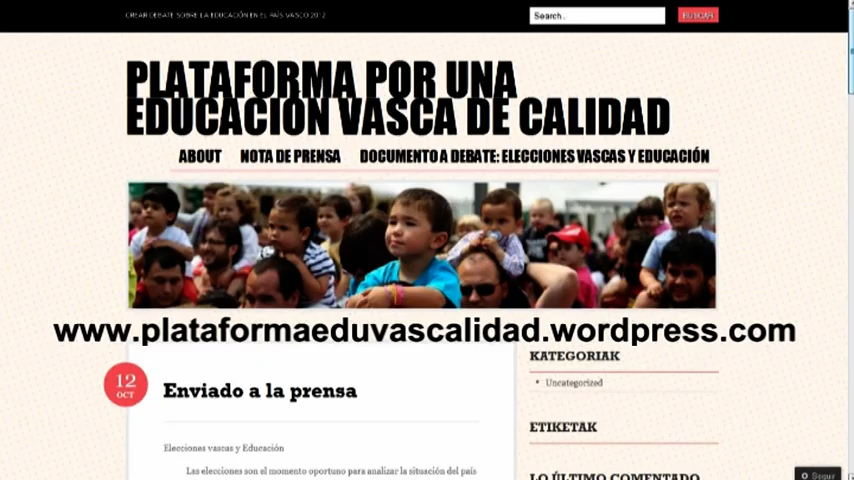 CREAR DEBATE SOBRE LA EDUCACIÓN EN EL PAÍS VASCO 2012
Search..
BUSCAR
PLATAFORMA POR UNA
EDUCACIÓN VASCA DE CALIDAD
ABOUT NOTA DE PRENSA DOCUMENTO A DEBATE: ELECCIONES VASCAS Y EDUCACIÓN
www.plataformaeduvascalidad.wordpress.com
12
OCT
Enviado a la prensa
Elecciones vascas y Educación
Las elecciones son el momento oportuno para analizar la situación del país
KATEGORIAK
Uncategorized
ETIKETAK
LO ÚLTIMO COMENTADO
Seguir